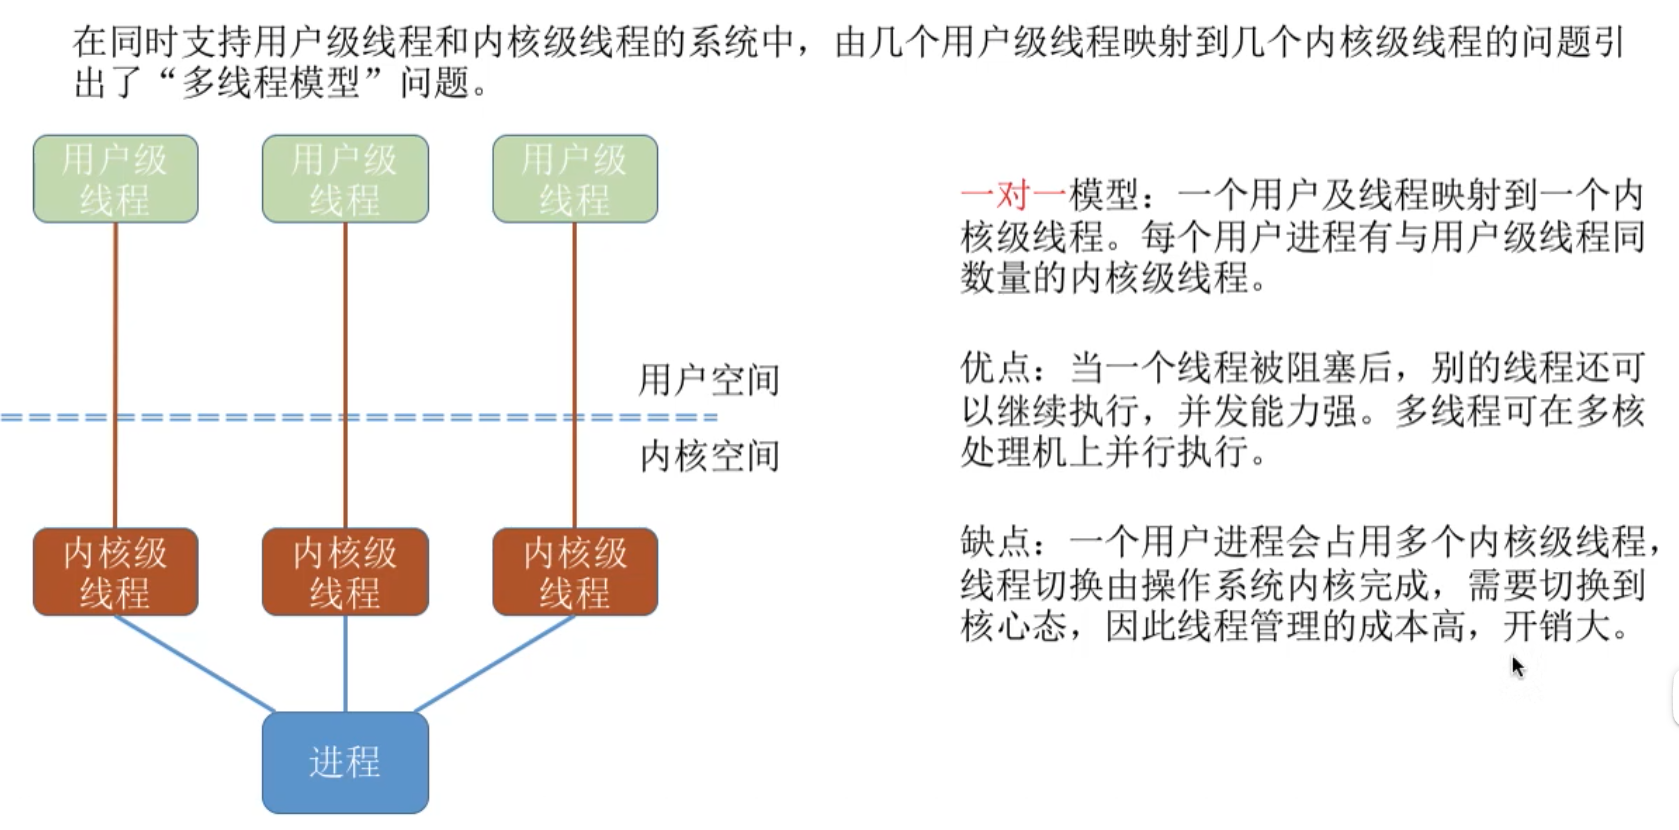 在同时支持用户级线程和内核级线程的系统中，由几个用户级线程映射到几个内核级线程的问题引
出了“多线程模型”问题。
用户级
线程
用户级
线程
用户级
线程
用户空间
内核空间
内核级
线程
内核级
线程
内核级
线程
进程
一对一模型：一个用户及线程映射到一个内
核级线程。每个用户进程有与用户级线程同
数量的内核级线程。
优点：当一个线程被阻塞后，别的线程还可
以继续执行，并发能力强。多线程可在多核
处理机上并行执行。
缺点：一个用户进程会占用多个内核级线程，
线程切换由操作系统内核完成，需要切换到
核心态，因此线程管理的成本高，开销大。